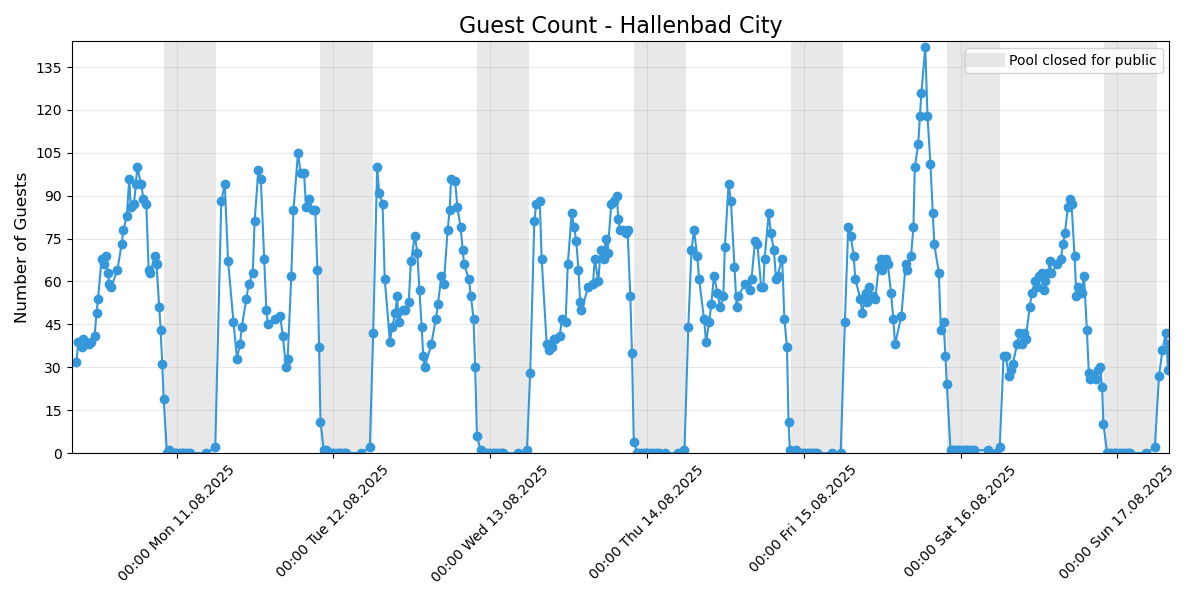 Guest Count - Hallenbad City
Pool closed for public
Number of Guests
135
120
105
90
75
60
45
30
15
0
00:00 Mon 11.08.2025
00:00 Tue 12.08.2025
00:00 Wed 13.08.2025
00:00 Thu 14.08.2025
00:00 Fri 15.08.2025
00:00 Sat 16.08.2025
00:00 Sun 17.08.2025